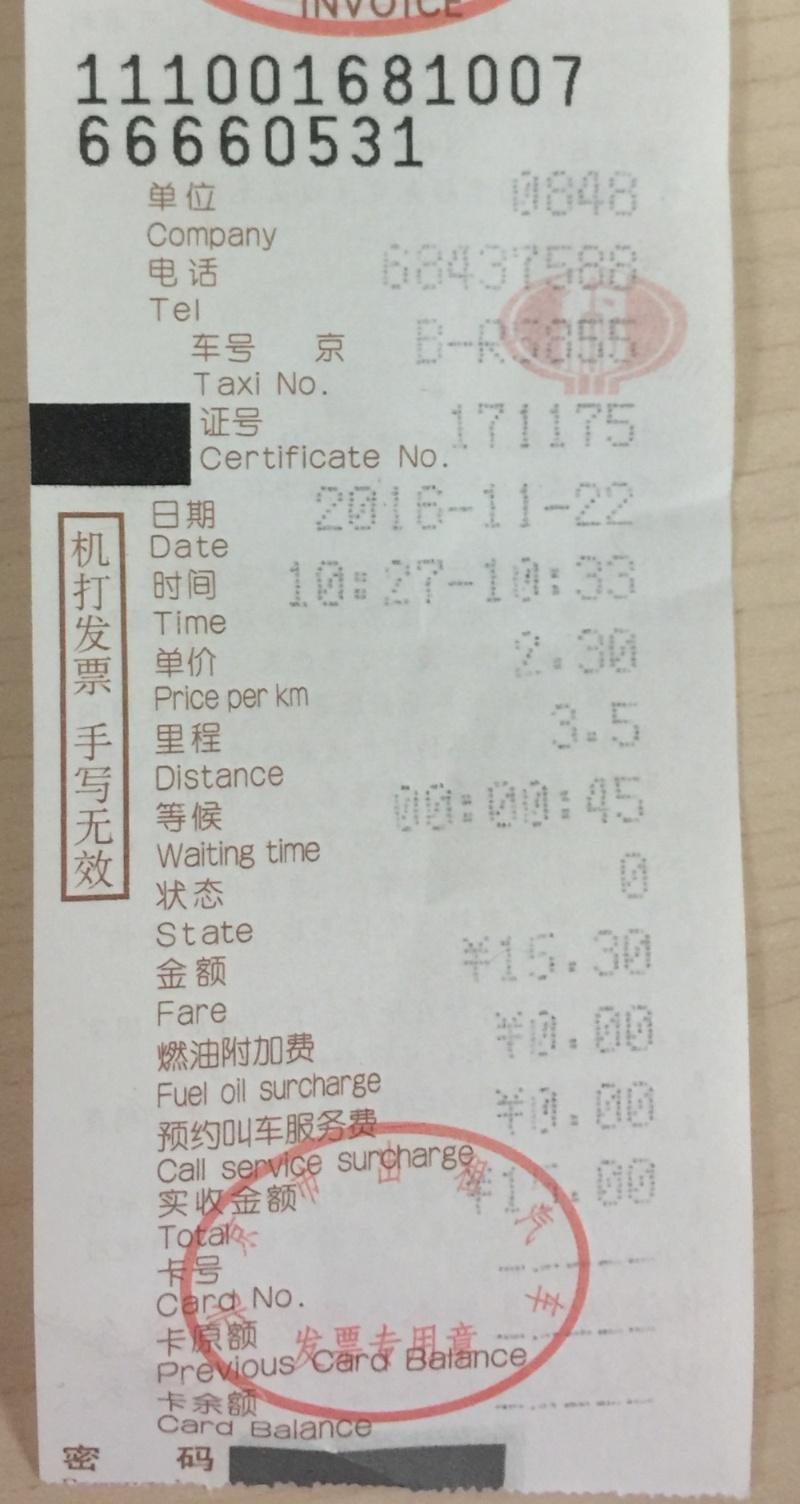 INVOICE
111001681007
66660531
单位 0848
Company
电话 68437588
Tel
车号 京 B-R5855
Taxi No.
证号 171175
Certificate No.
日期 2016-11-22
Date
时间 10:27-10:33
Time
单价 2.30
Price per km
里程 3.5
Distance
等候 00:00:45
Waiting time
状态 0
State
金额 ¥15.30
Fare
燃油附加费 ¥0.00
Fuel oil surcharge
预约叫车服务费 ¥0.00
Call service surcharge
实收金额 ¥15.00
Total
卡号
Card No.
卡原额
Previous Card Balance
卡余额
Card Balance
密 码
机打发票 手写无效
北京市出租汽车
发票专用章